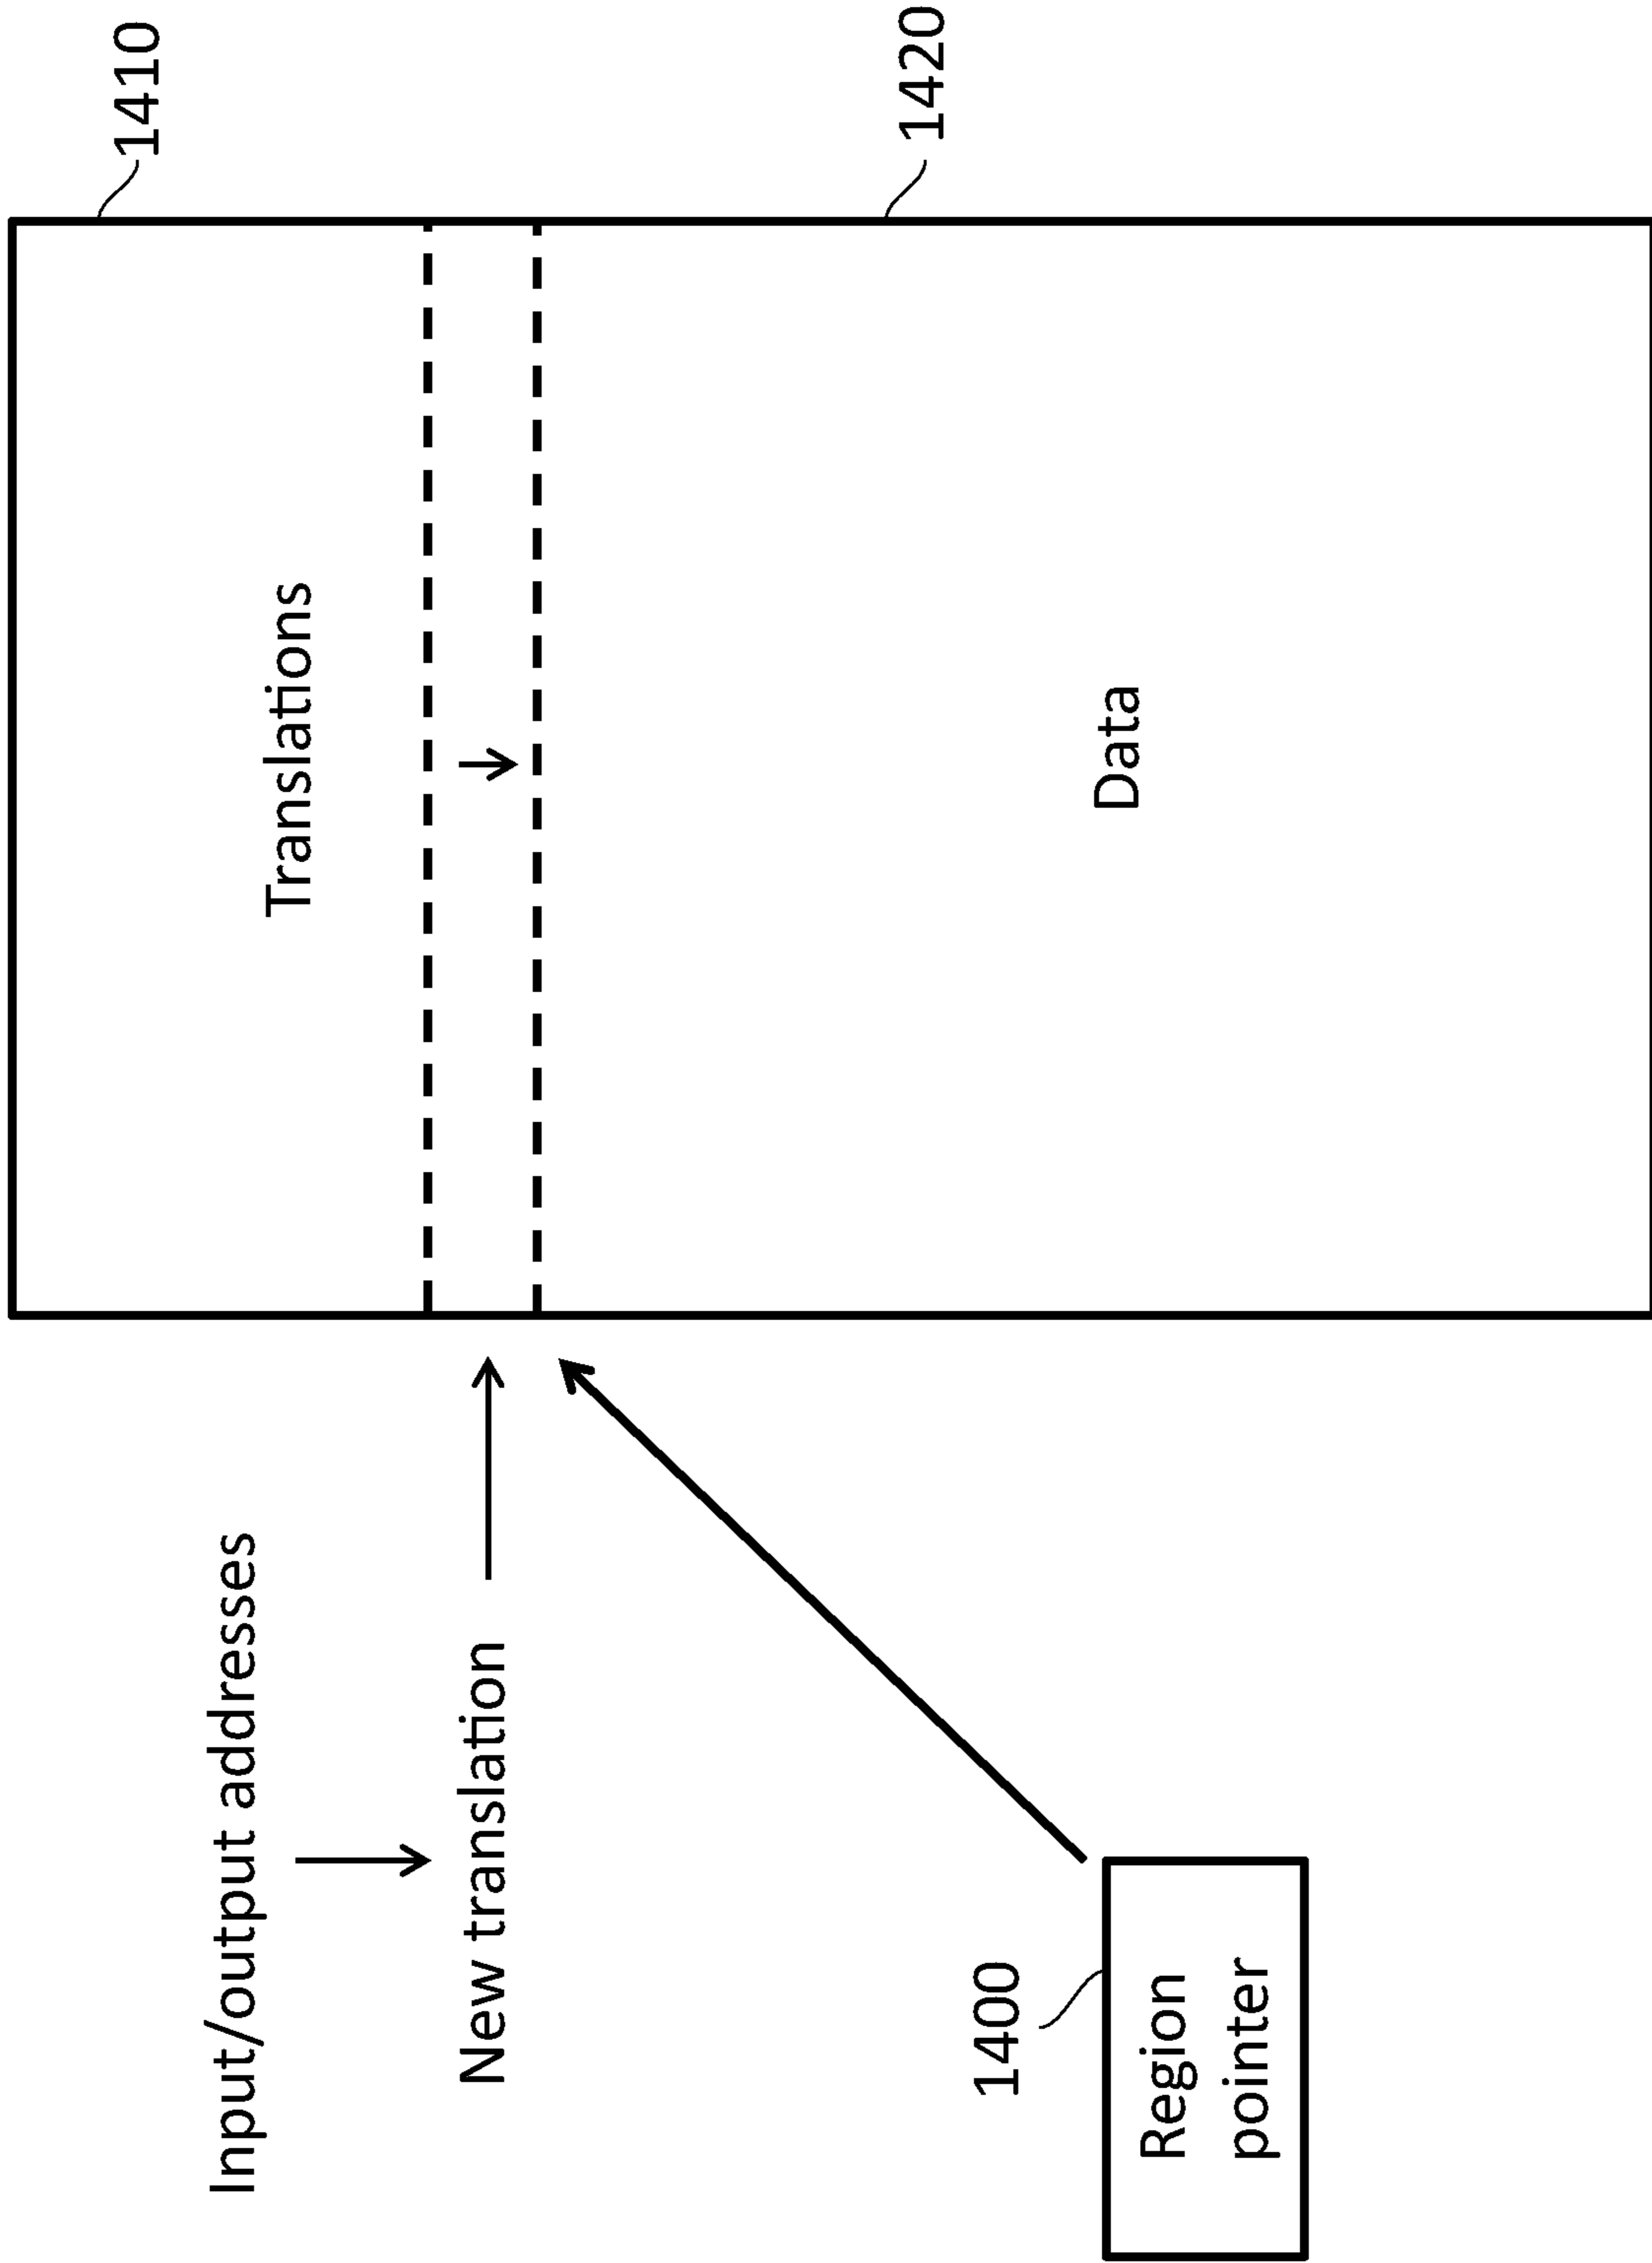 Input/output addresses
New translation
1400
Region
pointer
Translations
Data
1410
1420